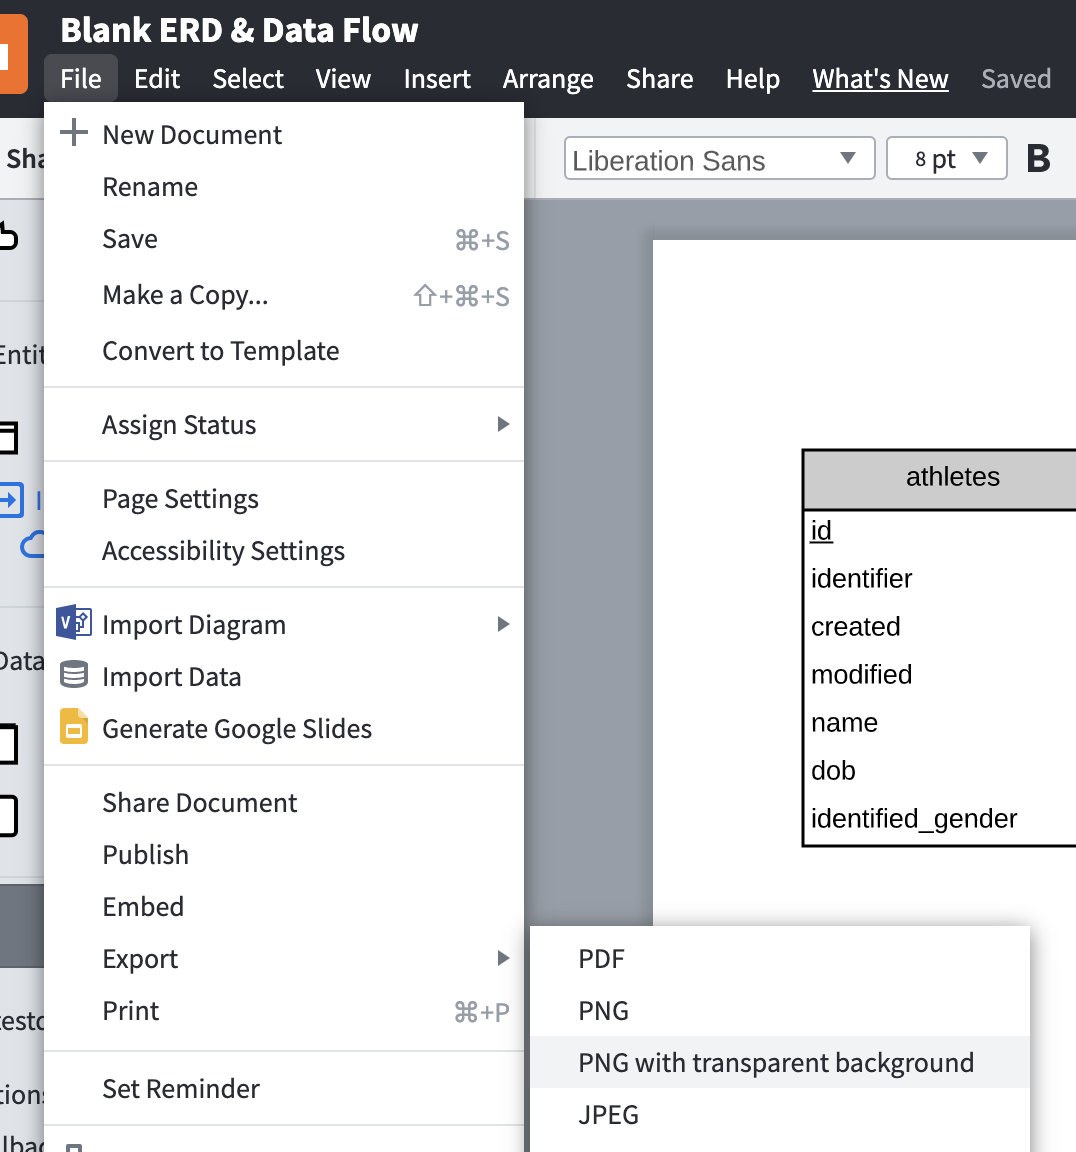 Blank ERD & Data Flow
File Edit Select View Insert Arrange Share Help What's New Saved
Liberation Sans 8 pt B
New Document
Rename
Save ⌘+S
Make a Copy... ⇧+⌘+S
Convert to Template
Assign Status
Page Settings
Accessibility Settings
Import Diagram
Import Data
Generate Google Slides
Share Document
Publish
Embed
Export
Print ⌘+P
Set Reminder
PDF
PNG
PNG with transparent background
JPEG
athletes
id
identifier
created
modified
name
dob
identified_gender
Sha
Entit
Data